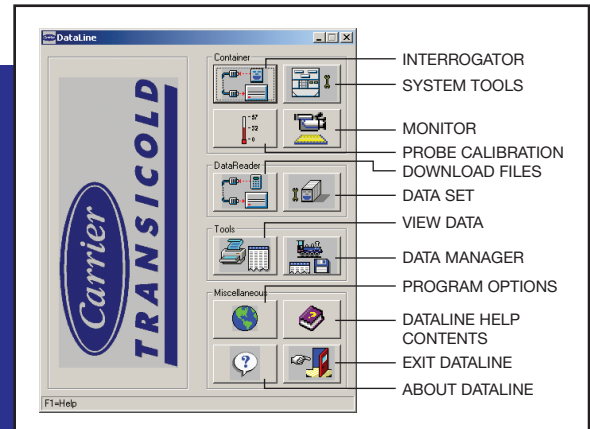 DataLine
Container
- 57
- 32
- 0
DataReader
Tools
Miscellaneous
Carrier
TRANSICOLD
F1=Help
INTERROGATOR
SYSTEM TOOLS
MONITOR
PROBE CALIBRATION
DOWNLOAD FILES
DATA SET
VIEW DATA
DATA MANAGER
PROGRAM OPTIONS
DATALINE HELP
CONTENTS
EXIT DATALINE
ABOUT DATALINE